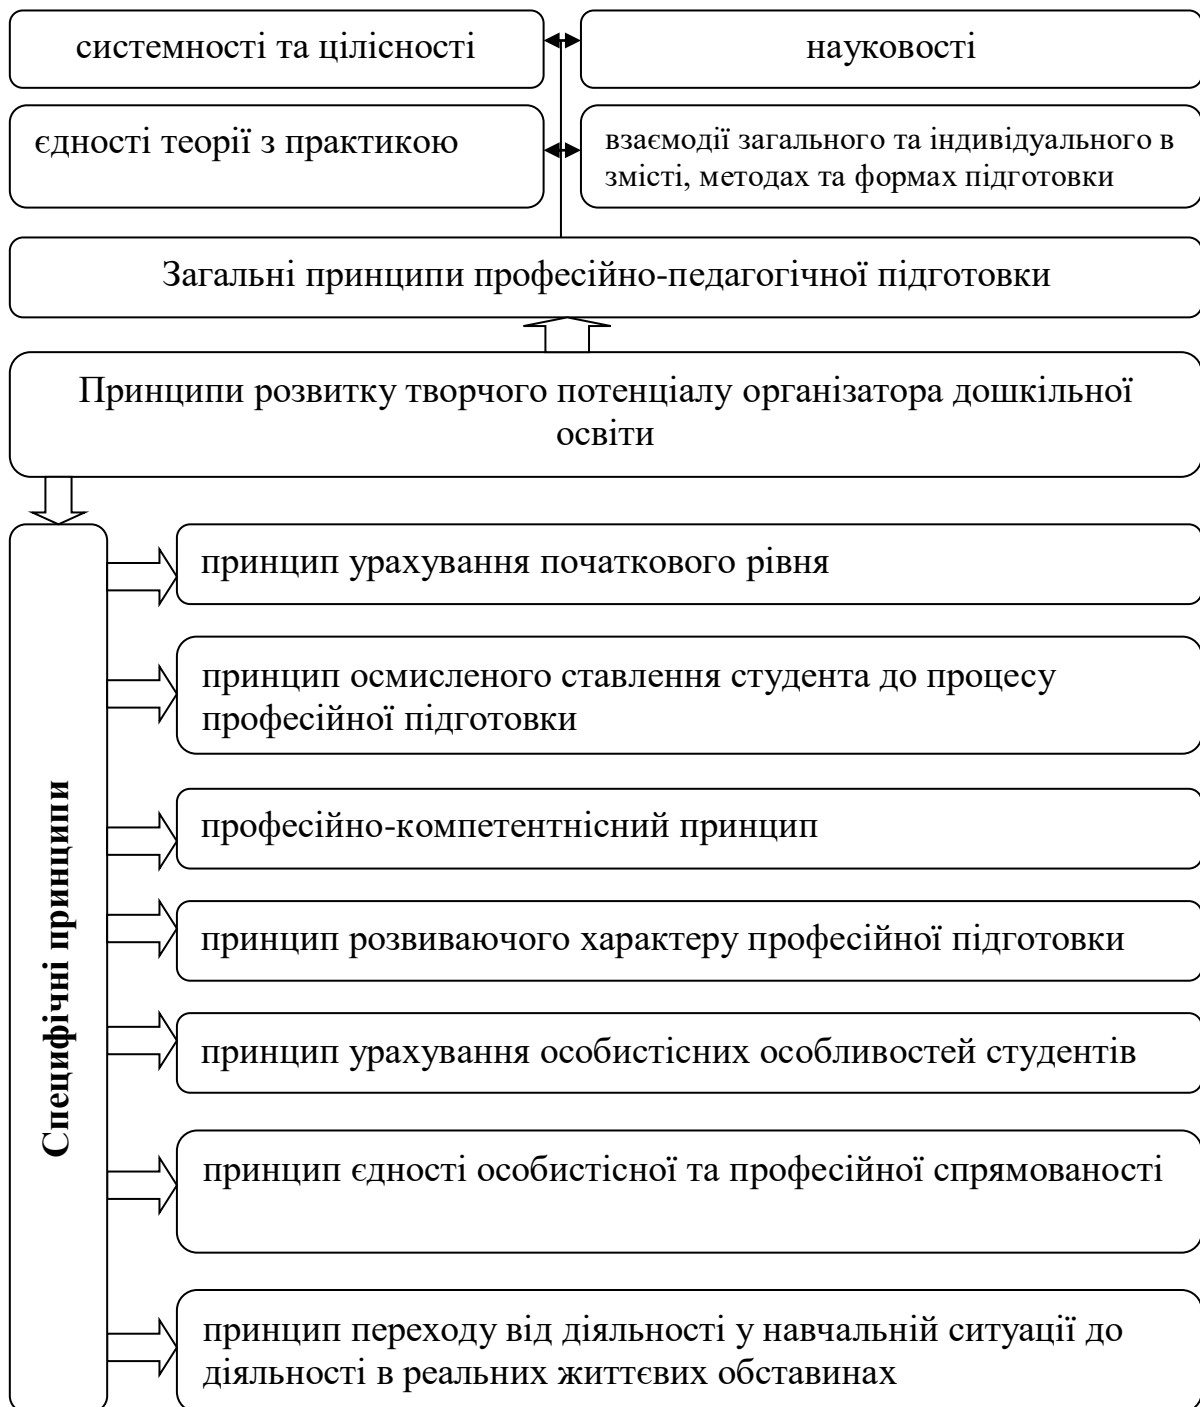 системності та цілісності
науковості
єдності теорії з практикою
взаємодії загального та індивідуального в
змісті, методах та формах підготовки
Загальні принципи професійно-педагогічної підготовки
Принципи розвитку творчого потенціалу організатора дошкільної
освіти
Специфічні принципи
принцип урахування початкового рівня
принцип осмисленого ставлення студента до процесу
професійної підготовки
професійно-компетентнісний принцип
принцип розвиваючого характеру професійної підготовки
принцип урахування особистісних особливостей студентів
принцип єдності особистісної та професійної спрямованості
принцип переходу від діяльності у навчальній ситуації до
діяльності в реальних життєвих обставинах